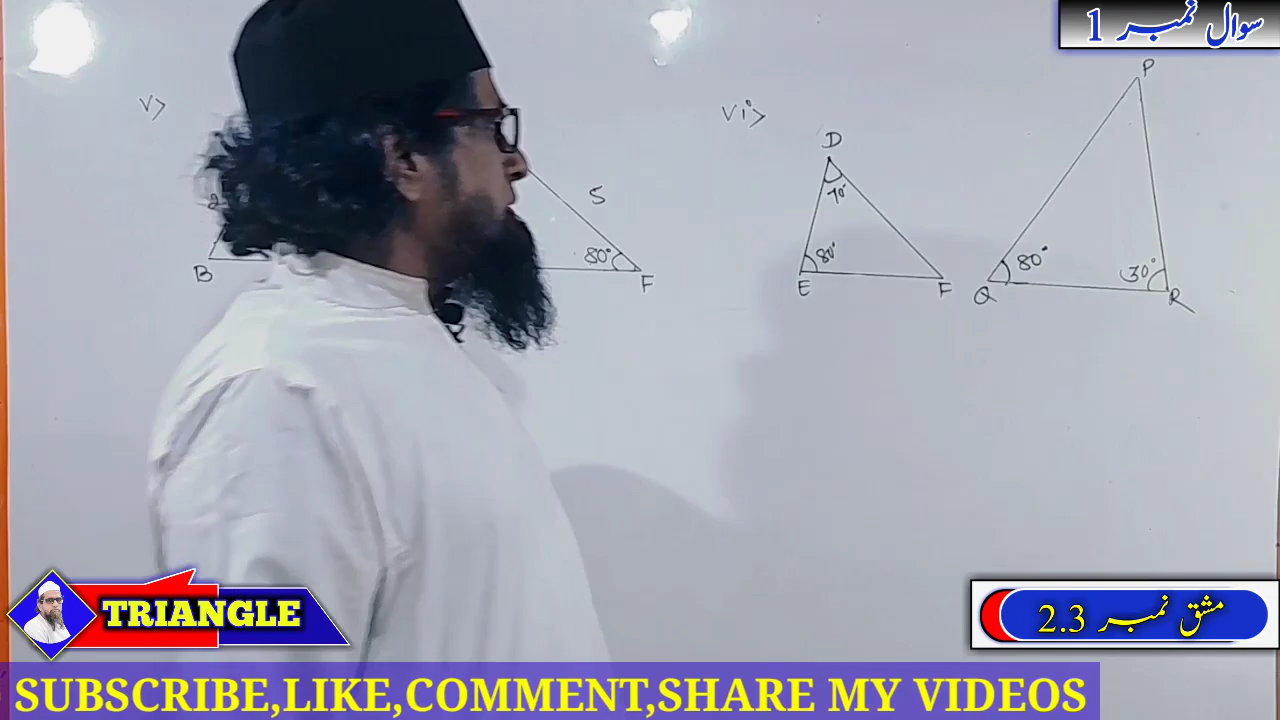 سوال نمبر 1
V>
2
B
5
80°
F
vi>
D
70°
80°
E
F
P
80°
30°
Q
R
TRIANGLE
مشق نمبر 2.3
SUBSCRIBE,LIKE,COMMENT,SHARE MY VIDEOS